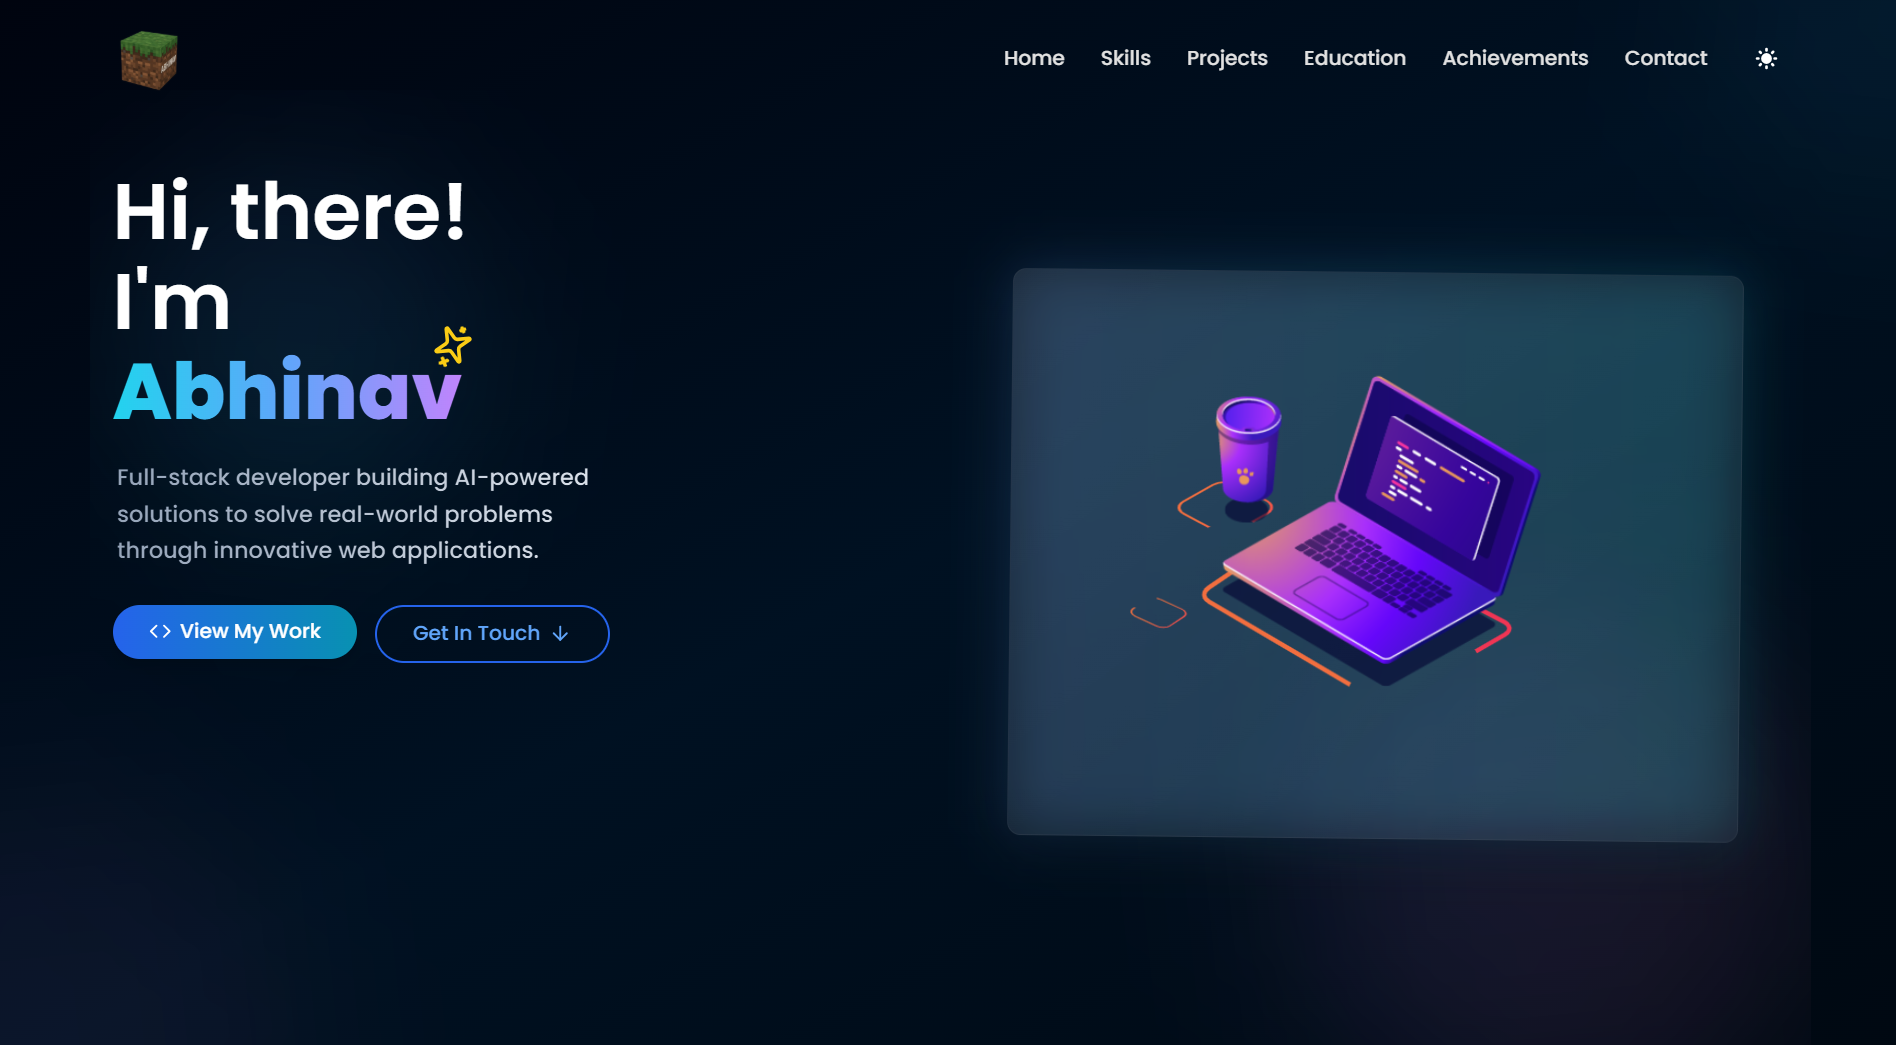 Home Skills Projects Education Achievements Contact
Hi, there!
I'm
Abhinav
Full-stack developer building AI-powered
solutions to solve real-world problems
through innovative web applications.
View My Work
Get In Touch